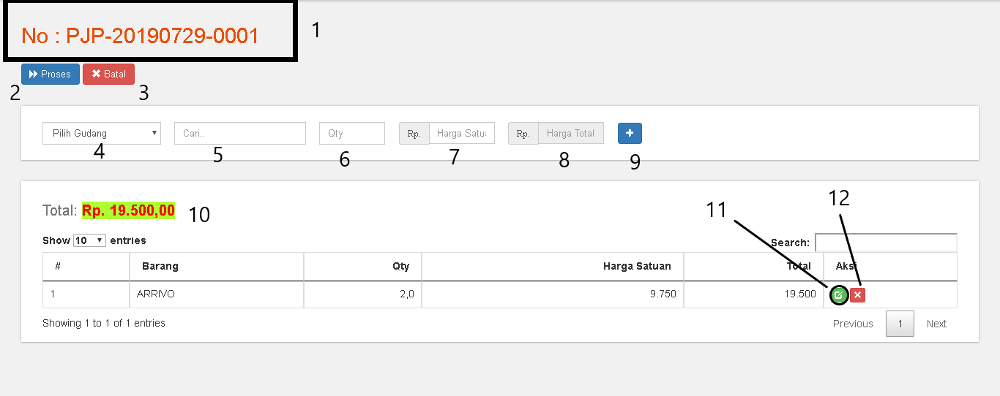 No : PJP-20190729-0001
1
Proses Batal
2 3
Pilih Gudang Cari.. Qty Rp. Harga Satu Rp. Harga Total
4 5 6 7 8 9
Total: Rp. 19.500,00 10 11 12
Show 10 entries Search:
# Barang Qty Harga Satuan Total Aksi
1 ARRIVO 2,0 9.750 19.500
Showing 1 to 1 of 1 entries Previous 1 Next